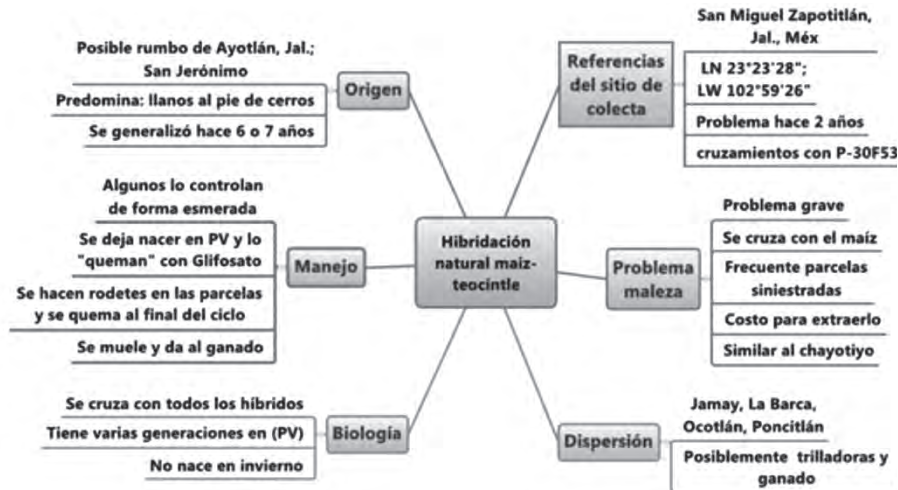 Hibridación
natural maiz-
teocintle
Origen
Posible rumbo de Ayotlán, Jal.;
San Jerónimo
Predomina: llanos al pie de cerros
Se generalizó hace 6 o 7 años
Manejo
Algunos lo controlan
de forma esmerada
Se deja nacer en PV y lo
"queman" con Glifosato
Se hacen rodetes en las parcelas
y se quema al final del ciclo
Se muele y da al ganado
Biología
Se cruza con todos los híbridos
Tiene varias generaciones en (PV)
No nace en invierno
Referencias
del sitio de
colecta
San Miguel Zapotitlán,
Jal., Méx
LN 23°23'28";
LW 102°59'26"
Problema hace 2 años
cruzamientos con P-30F53
Problema
maleza
Problema grave
Se cruza con el maíz
Frecuente parcelas
siniestradas
Costo para extraerlo
Similar al chayotiyo
Dispersión
Jamay, La Barca,
Ocotlán, Poncitlán
Posiblemente trilladoras y
ganado